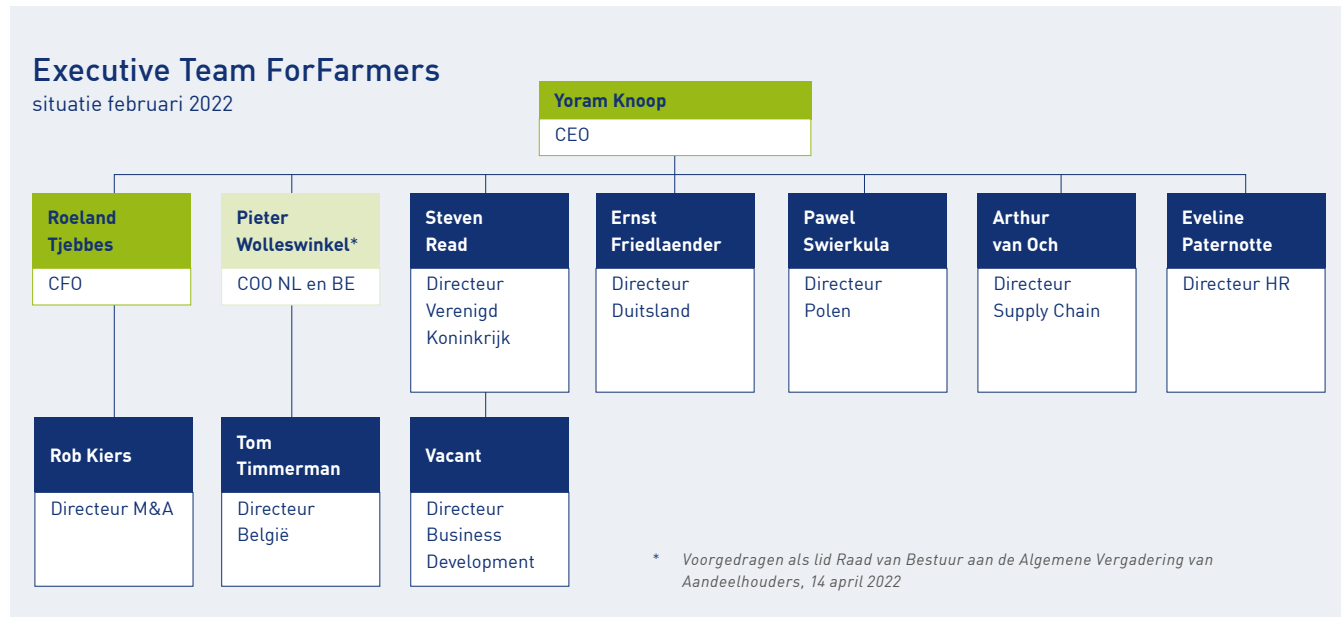 Executive Team ForFarmers
situatie februari 2022
Yoram Knoop
CEO
Roeland
Tjebbes
CFO
Pieter
Wolleswinkel*
COO NL en BE
Steven
Read
Directeur
Verenigd
Koninkrijk
Ernst
Friedlaender
Directeur
Duitsland
Pawel
Swierkula
Directeur
Polen
Arthur
van Och
Directeur
Supply Chain
Eveline
Paternotte
Directeur HR
Rob Kiers
Directeur M&A
Tom
Timmerman
Directeur
België
Vacant
Directeur
Business
Development
* Voorgedragen als lid Raad van Bestuur aan de Algemene Vergadering van
Aandeelhouders, 14 april 2022